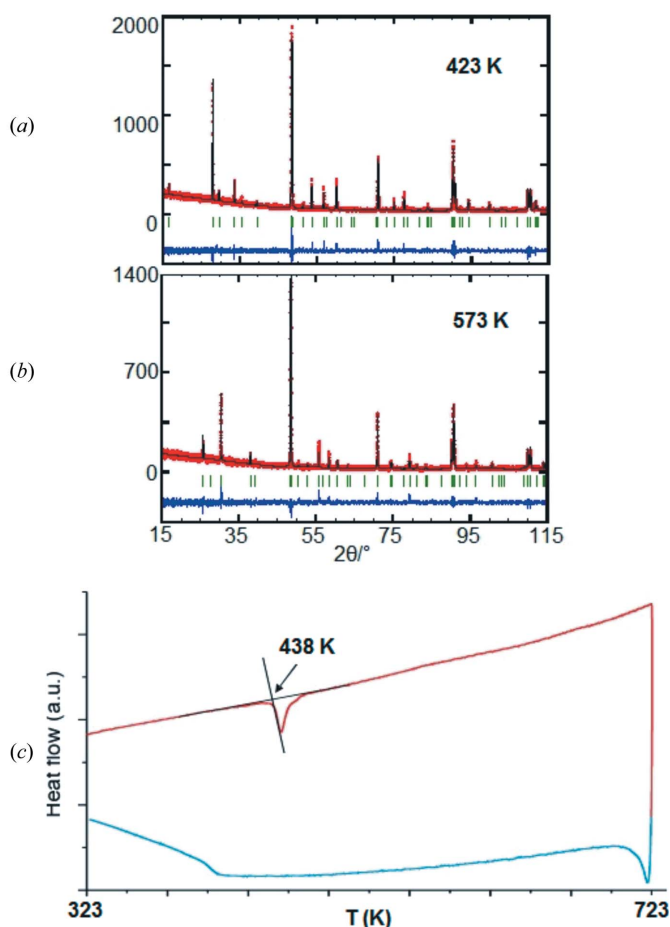 (a)
2000
1000
0
423 K
(b)
1400
700
0
573 K
15 35 55 75 95 115
2θ/°
(c)
Heat flow (a.u.)
438 K
323 723
T (K)